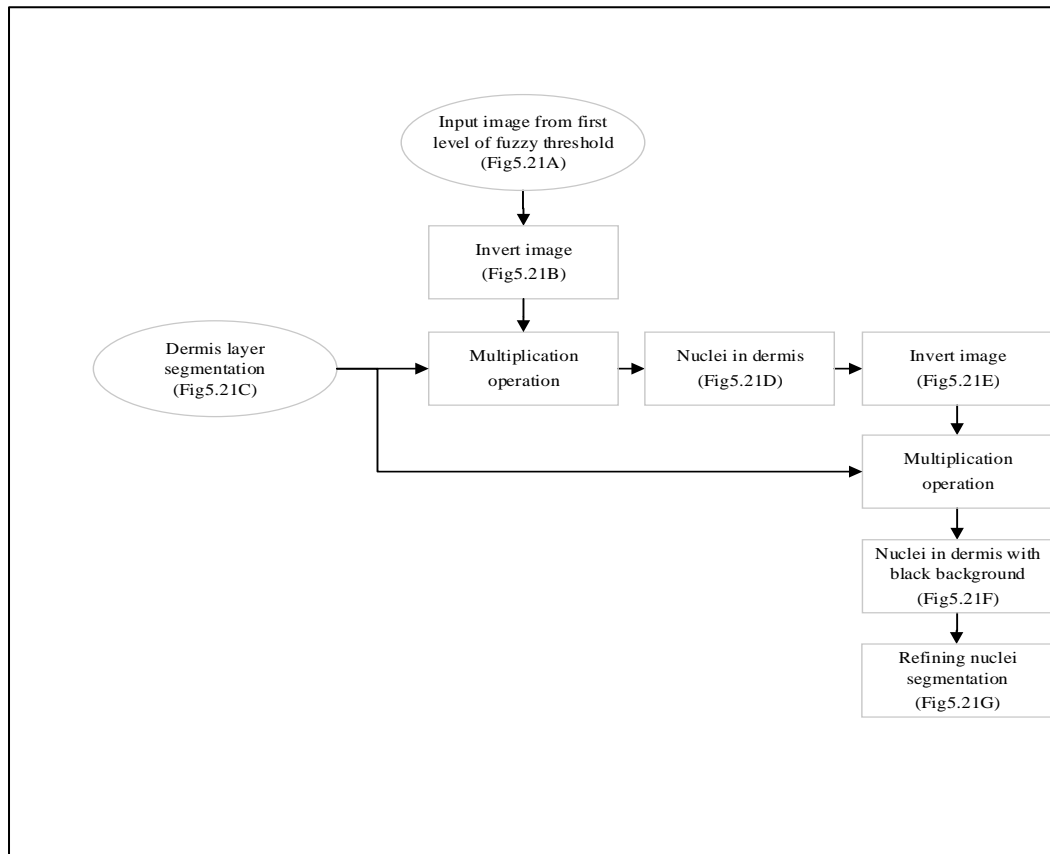 Input image from first
level of fuzzy threshold
(Fig5.21A)
Invert image
(Fig5.21B)
Dermis layer
segmentation
(Fig5.21C)
Multiplication
operation
Nuclei in dermis
(Fig5.21D)
Invert image
(Fig5.21E)
Multiplication
operation
Nuclei in dermis with
black background
(Fig5.21F)
Refining nuclei
segmentation
(Fig5.21G)